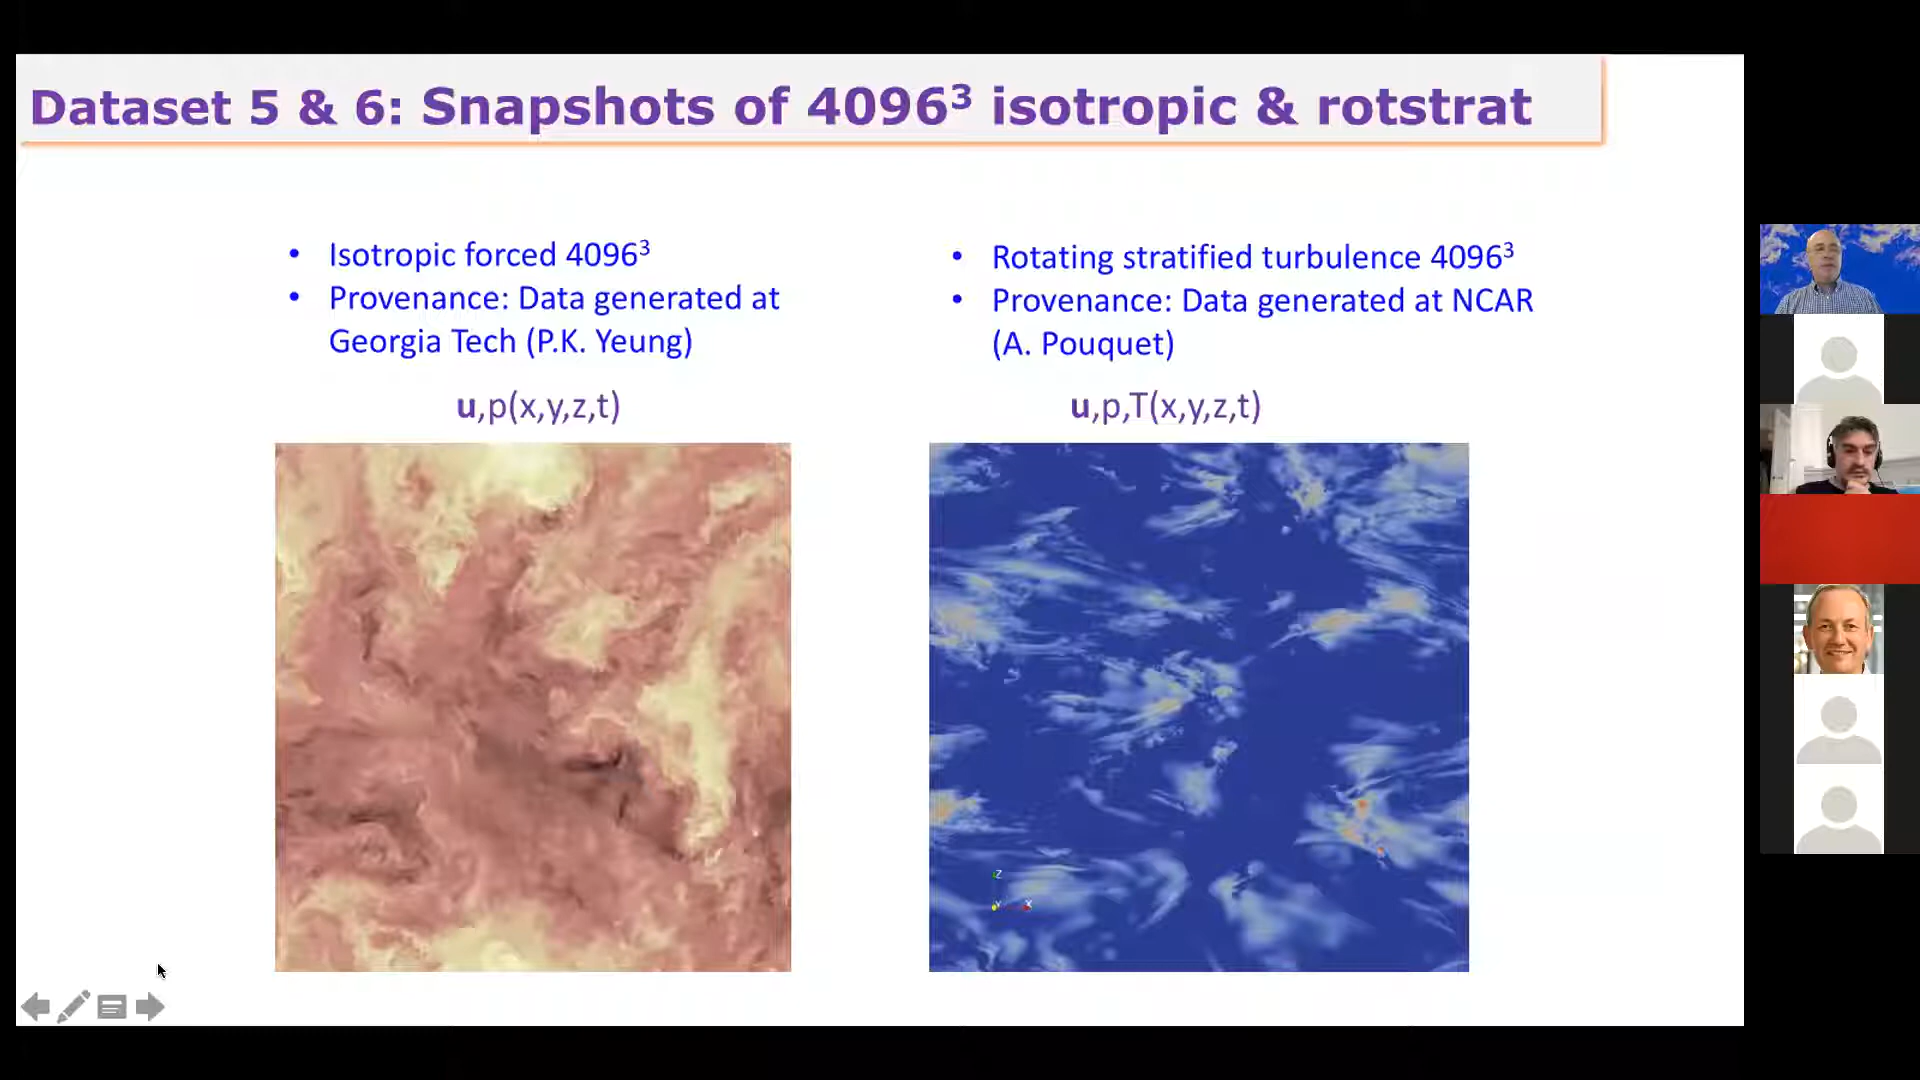 Dataset 5 & 6: Snapshots of 4096³ isotropic & rotstrat
• Isotropic forced 4096³
• Provenance: Data generated at
Georgia Tech (P.K. Yeung)
u,p(x,y,z,t)
• Rotating stratified turbulence 4096³
• Provenance: Data generated at NCAR
(A. Pouquet)
u,p,T(x,y,z,t)
Z
Y X